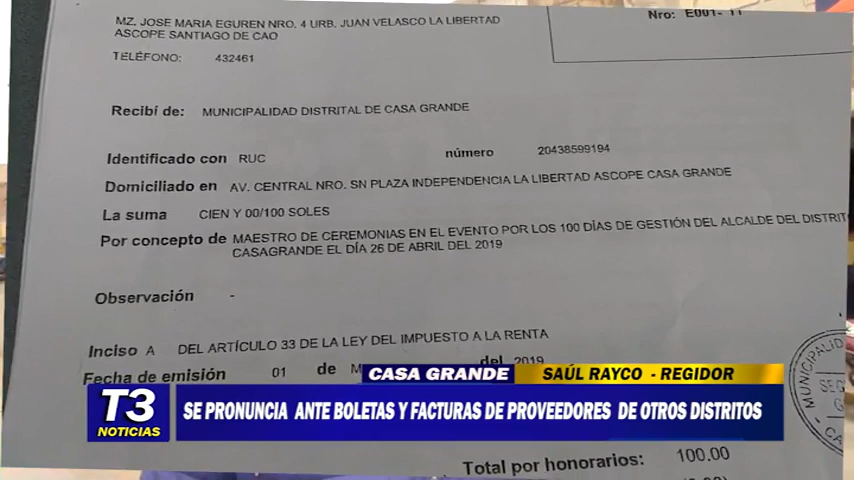 MZ. JOSE MARIA EGUREN NRO. 4 URB. JUAN VELASCO LA LIBERTAD
ASCOPE SANTIAGO DE CAO
TELÉFONO: 432461
Nro: E001- 11
Recibí de: MUNICIPALIDAD DISTRITAL DE CASA GRANDE
Identificado con RUC número 20438599194
Domiciliado en AV. CENTRAL NRO. SN PLAZA INDEPENDENCIA LA LIBERTAD ASCOPE CASA GRANDE
La suma CIEN Y 00/100 SOLES
Por concepto de MAESTRO DE CEREMONIAS EN EL EVENTO POR LOS 100 DÍAS DE GESTIÓN DEL ALCALDE DEL DISTRIT
CASAGRANDE EL DÍA 26 DE ABRIL DEL 2019
Observación -
Inciso A DEL ARTÍCULO 33 DE LA LEY DEL IMPUESTO A LA RENTA
Fecha de emisión 01 de M del 2019
CASA GRANDE SAÚL RAYCO - REGIDOR
T3
NOTICIAS
SE PRONUNCIA ANTE BOLETAS Y FACTURAS DE PROVEEDORES DE OTROS DISTRITOS
MUNICIPALIDAD
Total por honorarios: 100.00